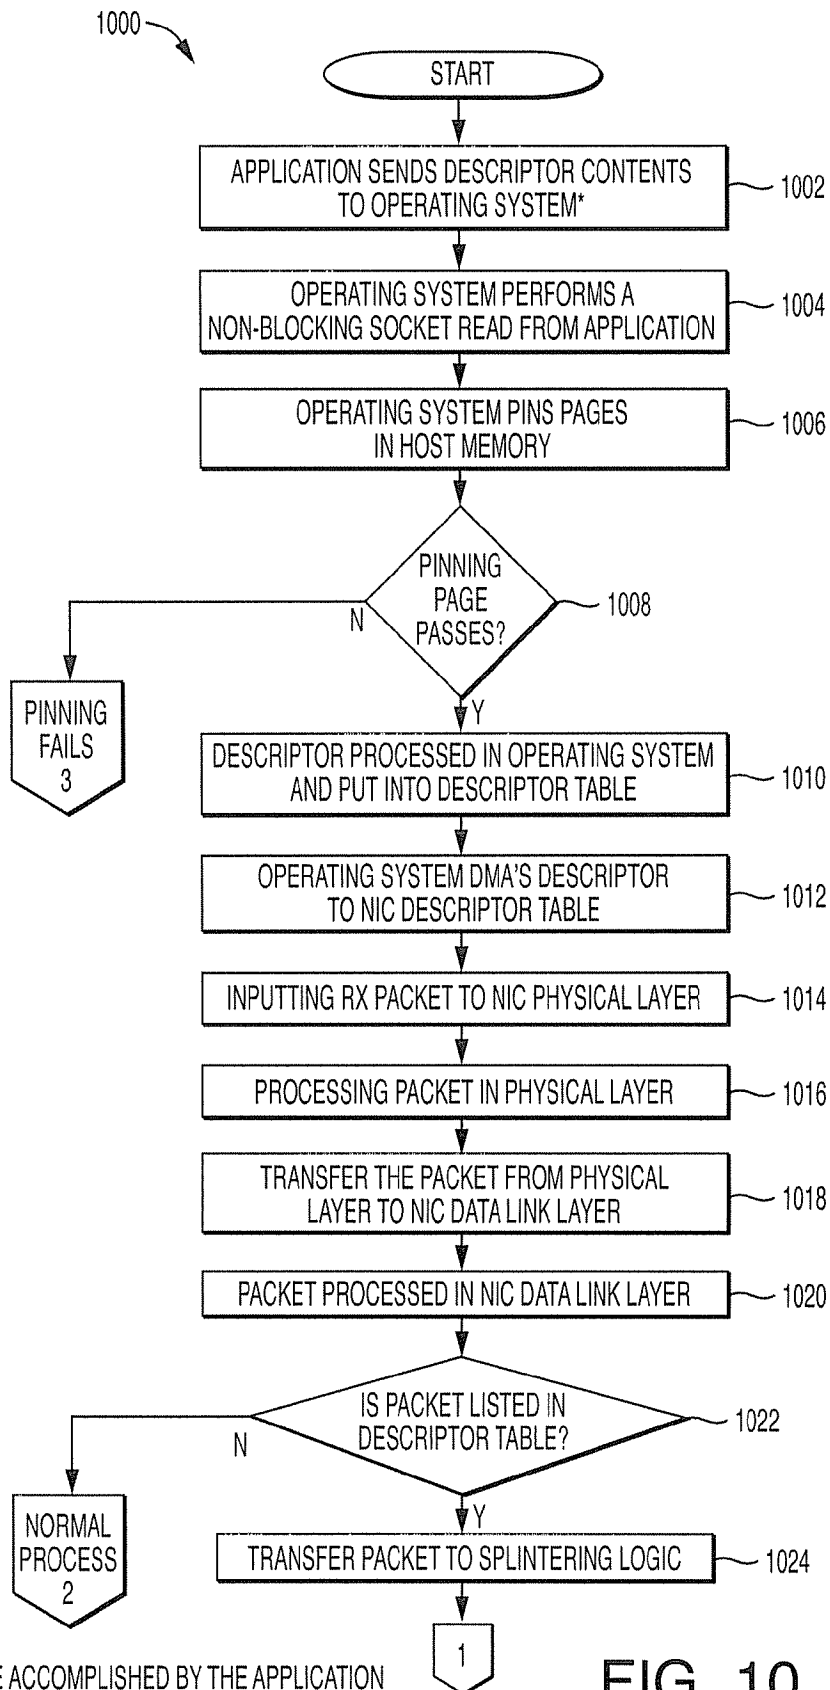 1000
START
APPLICATION SENDS DESCRIPTOR CONTENTS
TO OPERATING SYSTEM*
1002
OPERATING SYSTEM PERFORMS A
NON-BLOCKING SOCKET READ FROM APPLICATION
1004
OPERATING SYSTEM PINS PAGES
IN HOST MEMORY
1006
PINNING
PAGE
PASSES?
1008
N
Y
PINNING
FAILS
3
DESCRIPTOR PROCESSED IN OPERATING SYSTEM
AND PUT INTO DESCRIPTOR TABLE
1010
OPERATING SYSTEM DMA'S DESCRIPTOR
TO NIC DESCRIPTOR TABLE
1012
INPUTTING RX PACKET TO NIC PHYSICAL LAYER
1014
PROCESSING PACKET IN PHYSICAL LAYER
1016
TRANSFER THE PACKET FROM PHYSICAL
LAYER TO NIC DATA LINK LAYER
1018
PACKET PROCESSED IN NIC DATA LINK LAYER
1020
IS PACKET LISTED IN
DESCRIPTOR TABLE?
1022
N
Y
NORMAL
PROCESS
2
TRANSFER PACKET TO SPLINTERING LOGIC
1024
1
ACCOMPLISHED BY THE APPLICATION
FIG. 10